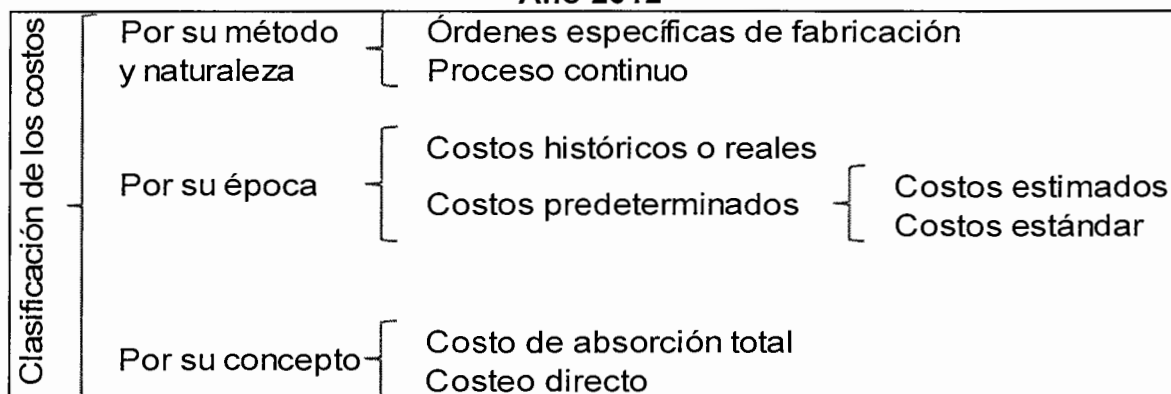 Clasificación de los costos
Por su método
y naturaleza
Órdenes específicas de fabricación
Proceso continuo
Por su época
Costos históricos o reales
Costos predeterminados
Costos estimados
Costos estándar
Por su concepto
Costo de absorción total
Costeo directo